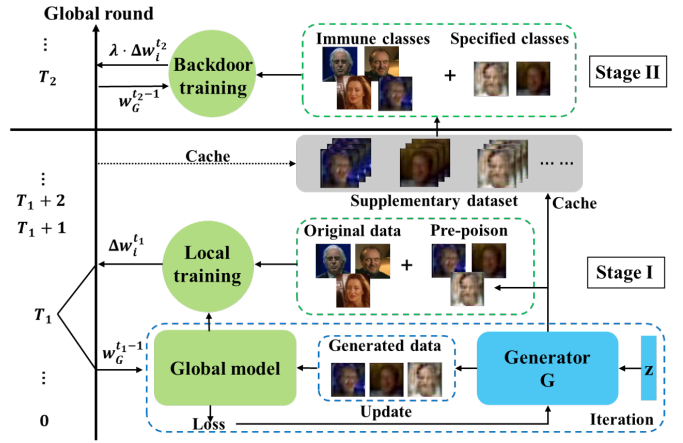 Global round
⋮
T₂
λ · Δw_i^{t₂}
w_G^{t₂−1}
Backdoor
training
Immune classes
Specified classes
+
Stage II
Cache
... ...
Supplementary dataset
Cache
⋮
T₁ + 2
T₁ + 1
Δw_i^{t₁}
Local
training
Original data
Pre-poison
+
Stage I
T₁
w_G^{t₁−1}
Global model
Generated data
Generator
G
z
Loss
Update
Iteration
⋮
0